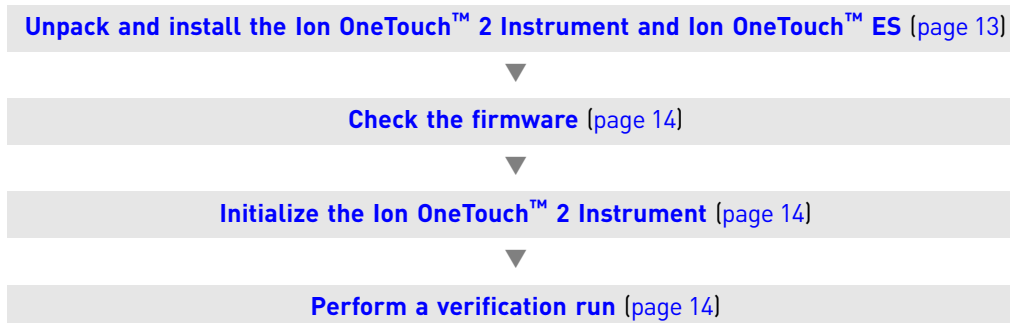 Unpack and install the Ion OneTouch™ 2 Instrument and Ion OneTouch™ ES (page 13)
Check the firmware (page 14)
Initialize the Ion OneTouch™ 2 Instrument (page 14)
Perform a verification run (page 14)